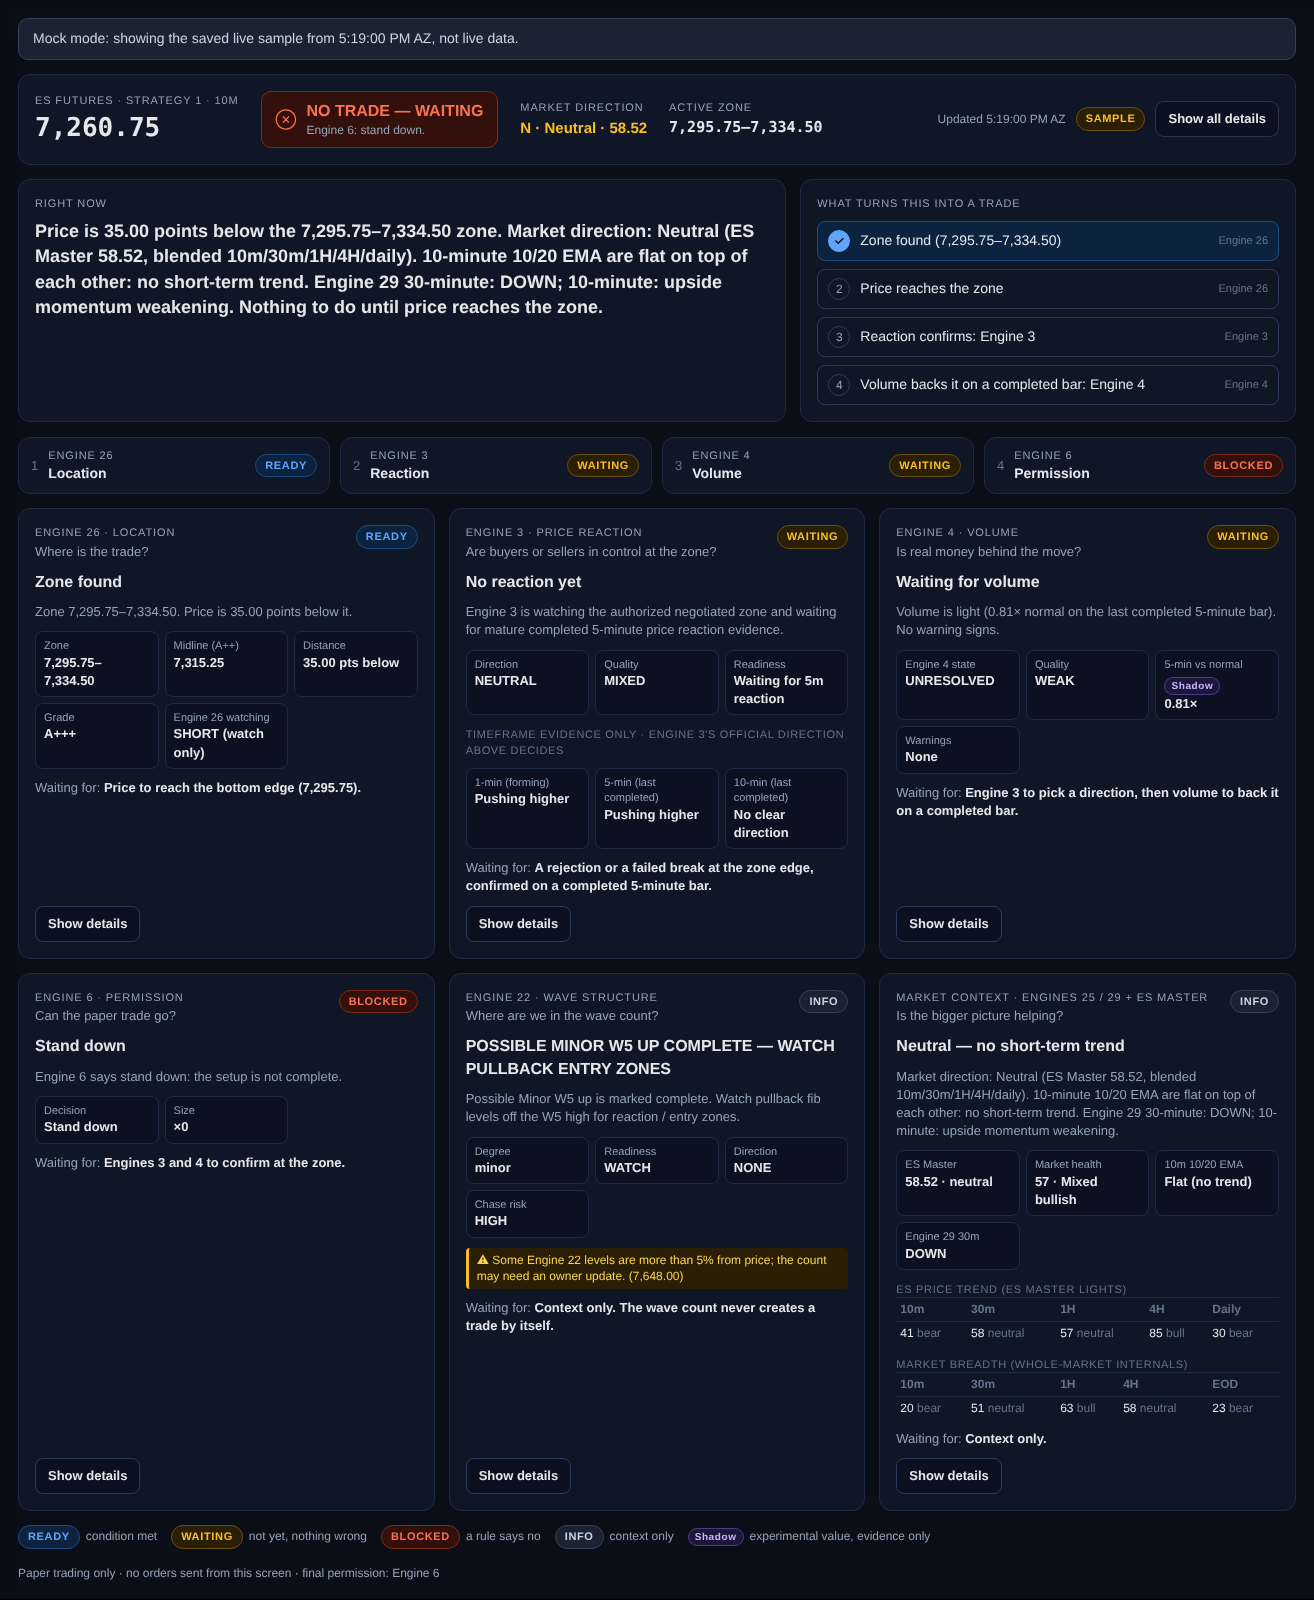 Mock mode: showing the saved live sample from 5:19:00 PM AZ, not live data.
ES FUTURES · STRATEGY 1 · 10M
7,260.75
NO TRADE — WAITING
Engine 6: stand down.
MARKET DIRECTION
N · Neutral · 58.52
ACTIVE ZONE
7,295.75–7,334.50
Updated 5:19:00 PM AZ
SAMPLE
Show all details
RIGHT NOW
Price is 35.00 points below the 7,295.75–7,334.50 zone. Market direction: Neutral (ES
Master 58.52, blended 10m/30m/1H/4H/daily). 10-minute 10/20 EMA are flat on top of
each other: no short-term trend. Engine 29 30-minute: DOWN; 10-minute: upside
momentum weakening. Nothing to do until price reaches the zone.
WHAT TURNS THIS INTO A TRADE
Zone found (7,295.75–7,334.50) Engine 26
2 Price reaches the zone Engine 26
3 Reaction confirms: Engine 3 Engine 3
4 Volume backs it on a completed bar: Engine 4 Engine 4
1 ENGINE 26
Location
READY
2 ENGINE 3
Reaction
WAITING
3 ENGINE 4
Volume
WAITING
4 ENGINE 6
Permission
BLOCKED
ENGINE 26 · LOCATION
READY
Where is the trade?
Zone found
Zone 7,295.75–7,334.50. Price is 35.00 points below it.
Zone
7,295.75–
7,334.50
Midline (A++)
7,315.25
Distance
35.00 pts below
Grade
A+++
Engine 26 watching
SHORT (watch
only)
Waiting for: Price to reach the bottom edge (7,295.75).
Show details
ENGINE 3 · PRICE REACTION
WAITING
Are buyers or sellers in control at the zone?
No reaction yet
Engine 3 is watching the authorized negotiated zone and waiting
for mature completed 5-minute price reaction evidence.
Direction
NEUTRAL
Quality
MIXED
Readiness
Waiting for 5m
reaction
TIMEFRAME EVIDENCE ONLY · ENGINE 3'S OFFICIAL DIRECTION
ABOVE DECIDES
1-min (forming)
Pushing higher
5-min (last
completed)
Pushing higher
10-min (last
completed)
No clear
direction
Waiting for: A rejection or a failed break at the zone edge,
confirmed on a completed 5-minute bar.
Show details
ENGINE 4 · VOLUME
WAITING
Is real money behind the move?
Waiting for volume
Volume is light (0.81× normal on the last completed 5-minute bar).
No warning signs.
Engine 4 state
UNRESOLVED
Quality
WEAK
5-min vs normal
Shadow
0.81×
Warnings
None
Waiting for: Engine 3 to pick a direction, then volume to back it
on a completed bar.
Show details
ENGINE 6 · PERMISSION
BLOCKED
Can the paper trade go?
Stand down
Engine 6 says stand down: the setup is not complete.
Decision
Stand down
Size
×0
Waiting for: Engines 3 and 4 to confirm at the zone.
Show details
ENGINE 22 · WAVE STRUCTURE
INFO
Where are we in the wave count?
POSSIBLE MINOR W5 UP COMPLETE — WATCH
PULLBACK ENTRY ZONES
Possible Minor W5 up is marked complete. Watch pullback fib
levels off the W5 high for reaction / entry zones.
Degree
minor
Readiness
WATCH
Direction
NONE
Chase risk
HIGH
⚠ Some Engine 22 levels are more than 5% from price; the count
may need an owner update. (7,648.00)
Waiting for: Context only. The wave count never creates a
trade by itself.
Show details
MARKET CONTEXT · ENGINES 25 / 29 + ES MASTER
INFO
Is the bigger picture helping?
Neutral — no short-term trend
Market direction: Neutral (ES Master 58.52, blended
10m/30m/1H/4H/daily). 10-minute 10/20 EMA are flat on top of
each other: no short-term trend. Engine 29 30-minute: DOWN; 10-
minute: upside momentum weakening.
ES Master
58.52 · neutral
Market health
57 · Mixed
bullish
10m 10/20 EMA
Flat (no trend)
Engine 29 30m
DOWN
ES PRICE TREND (ES MASTER LIGHTS)
10m 30m 1H 4H Daily
41 bear 58 neutral 57 neutral 85 bull 30 bear
MARKET BREADTH (WHOLE-MARKET INTERNALS)
10m 30m 1H 4H EOD
20 bear 51 neutral 63 bull 58 neutral 23 bear
Waiting for: Context only.
Show details
READY condition met WAITING not yet, nothing wrong BLOCKED a rule says no INFO context only Shadow experimental value, evidence only
Paper trading only · no orders sent from this screen · final permission: Engine 6